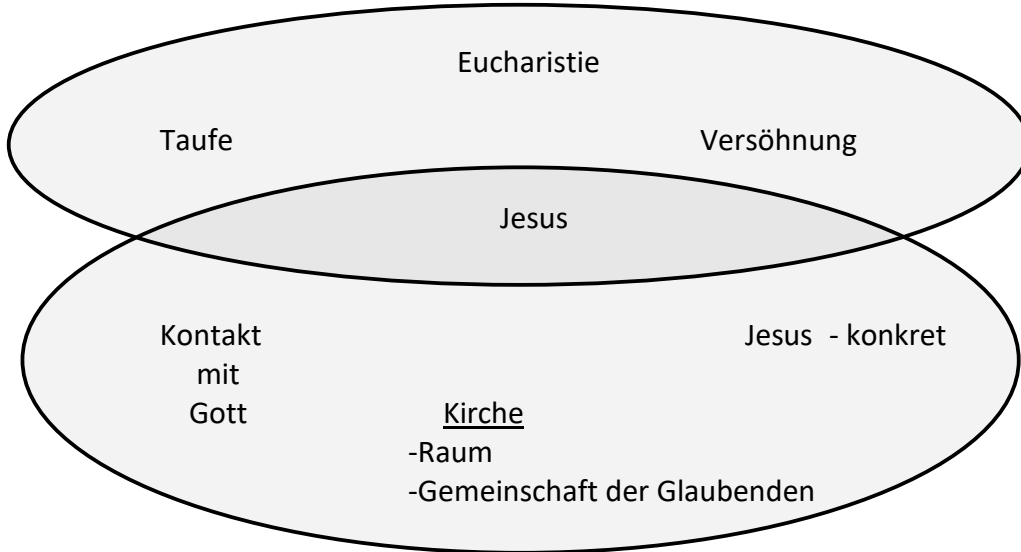 Eucharistie
Taufe
Versöhnung
Jesus
Kontakt
mit
Gott
Jesus - konkret
Kirche
-Raum
-Gemeinschaft der Glaubenden